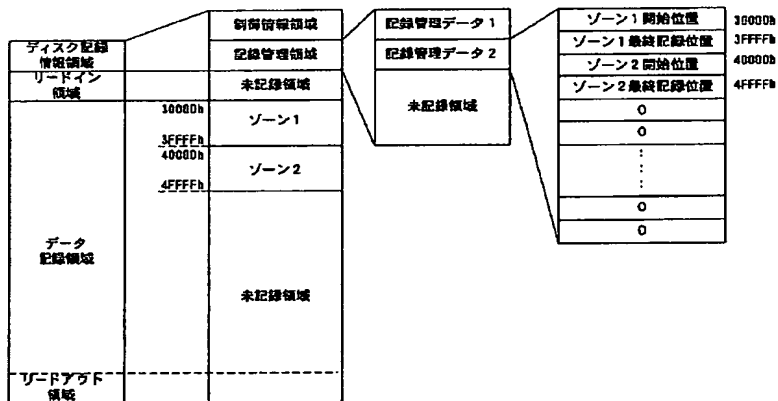 ディスク記録
情報領域
リードイン
領域
データ
記録領域
リードアウト
領域
30000h
3FFFFh
40000h
4FFFFh
制御情報領域
記録管理領域
未記録領域
ゾーン1
ゾーン2
未記録領域
記録管理データ1
記録管理データ2
未記録領域
ゾーン1開始位置 30000h
ゾーン1最終記録位置 3FFFFh
ゾーン2開始位置 40000h
ゾーン2最終記録位置 4FFFFh
0
0
⋮
0
0